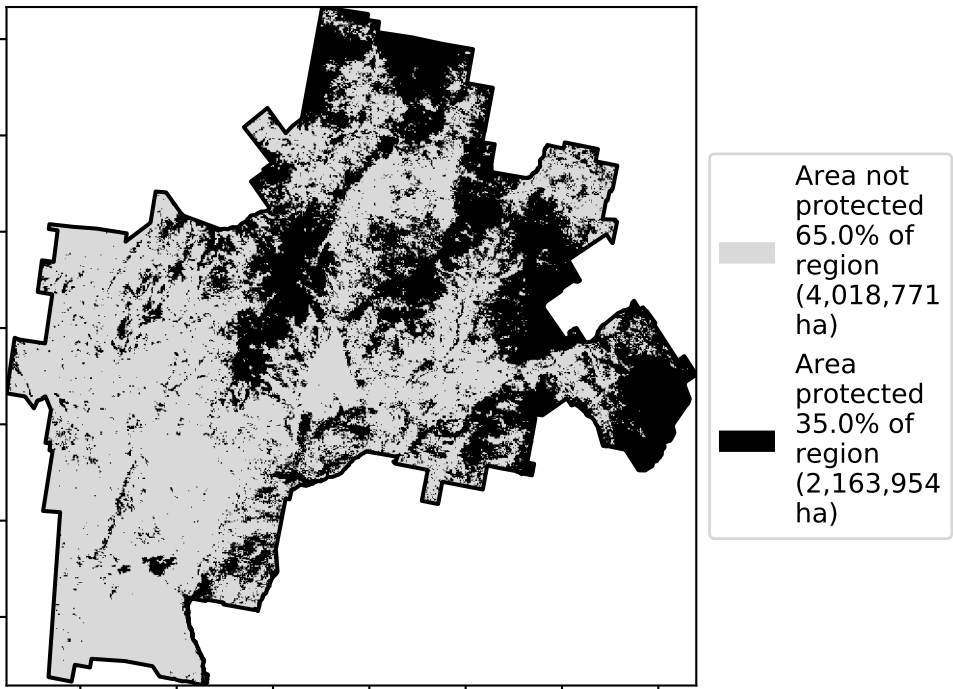 Area not
protected
65.0% of
region
(4,018,771
ha)
Area
protected
35.0% of
region
(2,163,954
ha)